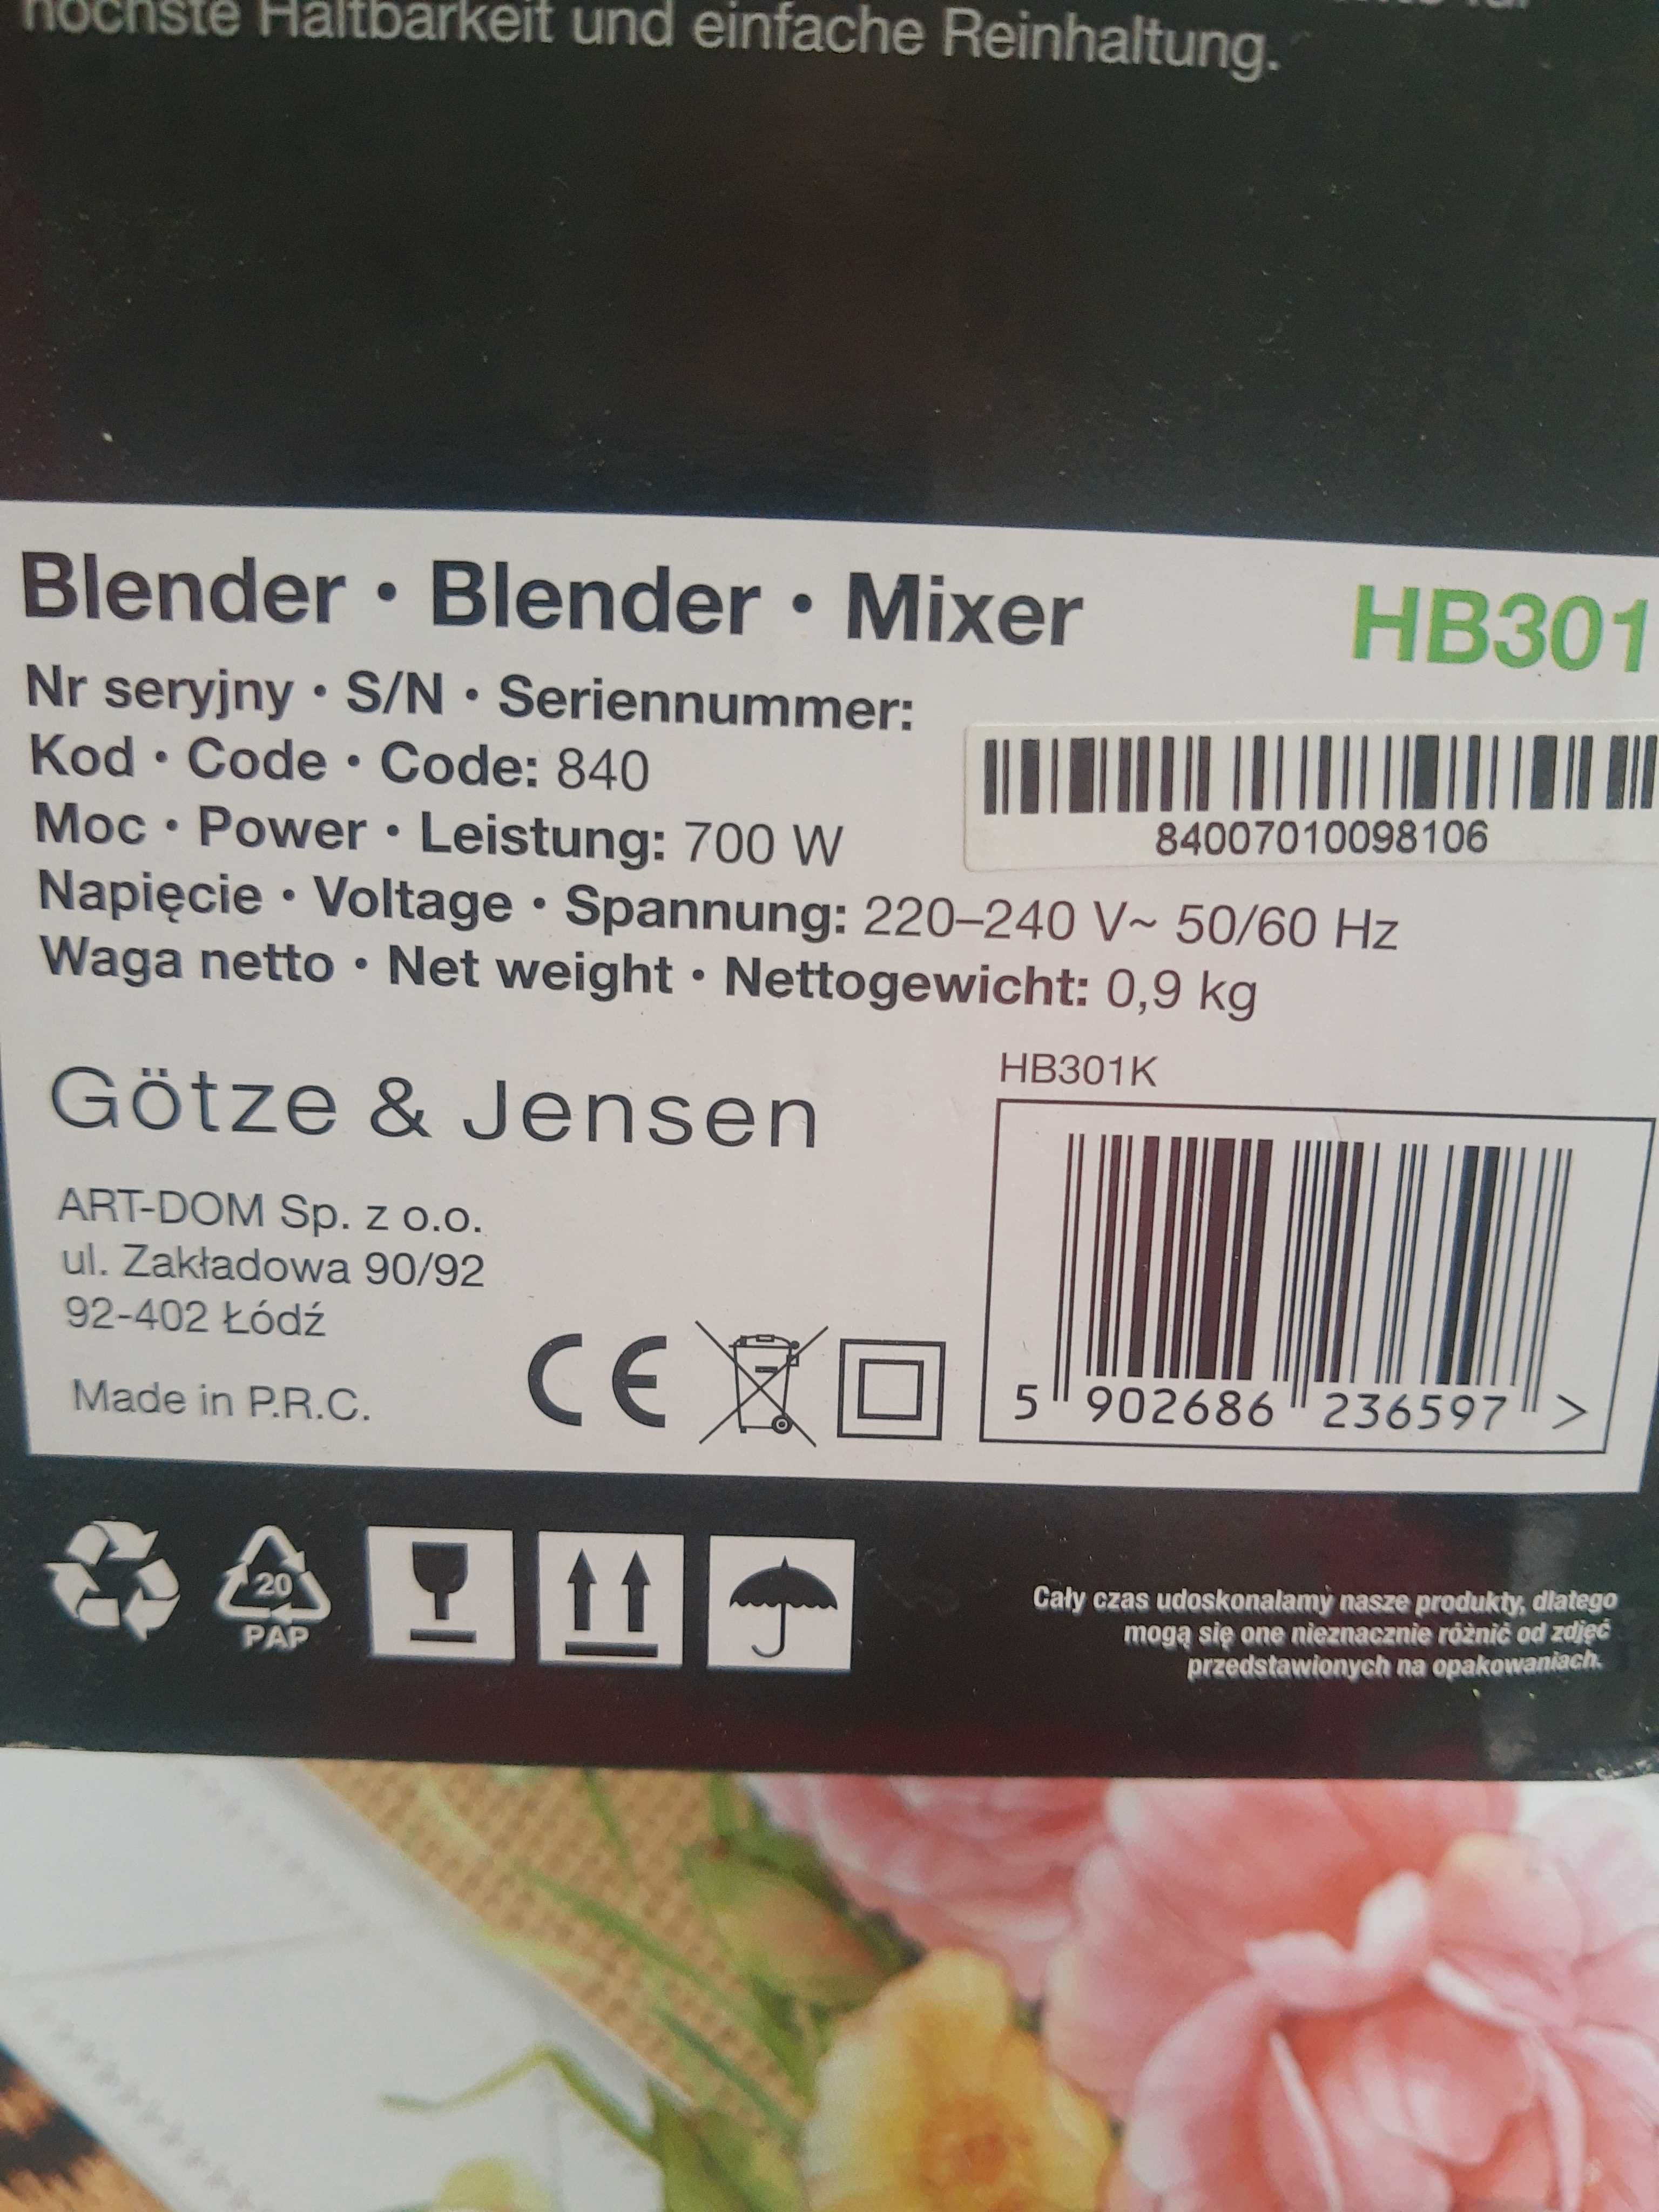 höchste Haltbarkeit und einfache Reinhaltung.
Blender • Blender • Mixer
HB301
Nr seryjny • S/N • Seriennummer:
Kod • Code • Code: 840
84007010098106
Moc • Power • Leistung: 700 W
Napięcie • Voltage • Spannung: 220–240 V~ 50/60 Hz
Waga netto • Net weight • Nettogewicht: 0,9 kg
HB301K
Götze & Jensen
ART-DOM Sp. z o.o.
ul. Zakładowa 90/92
92-402 Łódź
Made in P.R.C.
CE
5 902686 236597 >
20
PAP
Cały czas udoskonalamy nasze produkty, dlatego
mogą się one nieznacznie różnić od zdjęć
przedstawionych na opakowaniach.